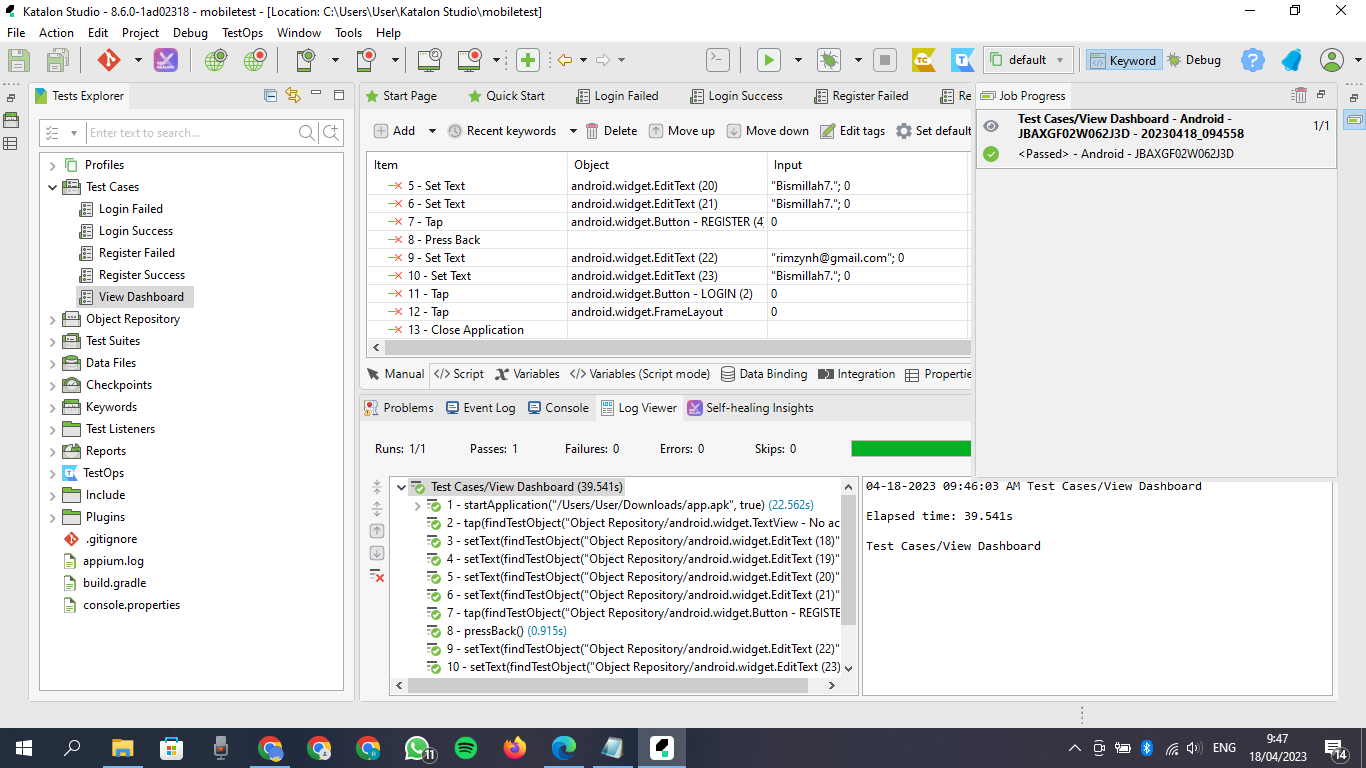 Katalon Studio - 8.6.0-1ad02318 - mobiletest - [Location: C:\Users\User\Katalon Studio\mobiletest]
File Action Edit Project Debug TestOps Window Tools Help
TC T default Keyword Debug
Tests Explorer
Enter text to search...
Profiles
Test Cases
Login Failed
Login Success
Register Failed
Register Success
View Dashboard
Object Repository
Test Suites
Data Files
Checkpoints
Keywords
Test Listeners
Reports
TestOps
Include
Plugins
.gitignore
appium.log
build.gradle
console.properties
Start Page Quick Start Login Failed Login Success Register Failed Re
Add Recent keywords Delete Move up Move down Edit tags Set default
Item Object Input
5 - Set Text android.widget.EditText (20) "Bismillah7."; 0
6 - Set Text android.widget.EditText (21) "Bismillah7."; 0
7 - Tap android.widget.Button - REGISTER (4) 0
8 - Press Back
9 - Set Text android.widget.EditText (22) "rimzynh@gmail.com"; 0
10 - Set Text android.widget.EditText (23) "Bismillah7."; 0
11 - Tap android.widget.Button - LOGIN (2) 0
12 - Tap android.widget.FrameLayout 0
13 - Close Application
Manual Script Variables Variables (Script mode) Data Binding Integration Propertie
Job Progress
Test Cases/View Dashboard - Android -
JBAXGF02W062J3D - 20230418_094558 1/1
<Passed> - Android - JBAXGF02W062J3D
Problems Event Log Console Log Viewer Self-healing Insights
Runs: 1/1 Passes: 1 Failures: 0 Errors: 0 Skips: 0
Test Cases/View Dashboard (39.541s)
1 - startApplication("/Users/User/Downloads/app.apk", true) (22.562s)
2 - tap(findTestObject("Object Repository/android.widget.TextView - No ac
3 - setText(findTestObject("Object Repository/android.widget.EditText (18)"
4 - setText(findTestObject("Object Repository/android.widget.EditText (19)"
5 - setText(findTestObject("Object Repository/android.widget.EditText (20)"
6 - setText(findTestObject("Object Repository/android.widget.EditText (21)"
7 - tap(findTestObject("Object Repository/android.widget.Button - REGISTE
8 - pressBack() (0.915s)
9 - setText(findTestObject("Object Repository/android.widget.EditText (22)"
10 - setText(findTestObject("Object Repository/android.widget.EditText (23)
04-18-2023 09:46:03 AM Test Cases/View Dashboard
Elapsed time: 39.541s
Test Cases/View Dashboard
11
ENG
9:47
18/04/2023
14